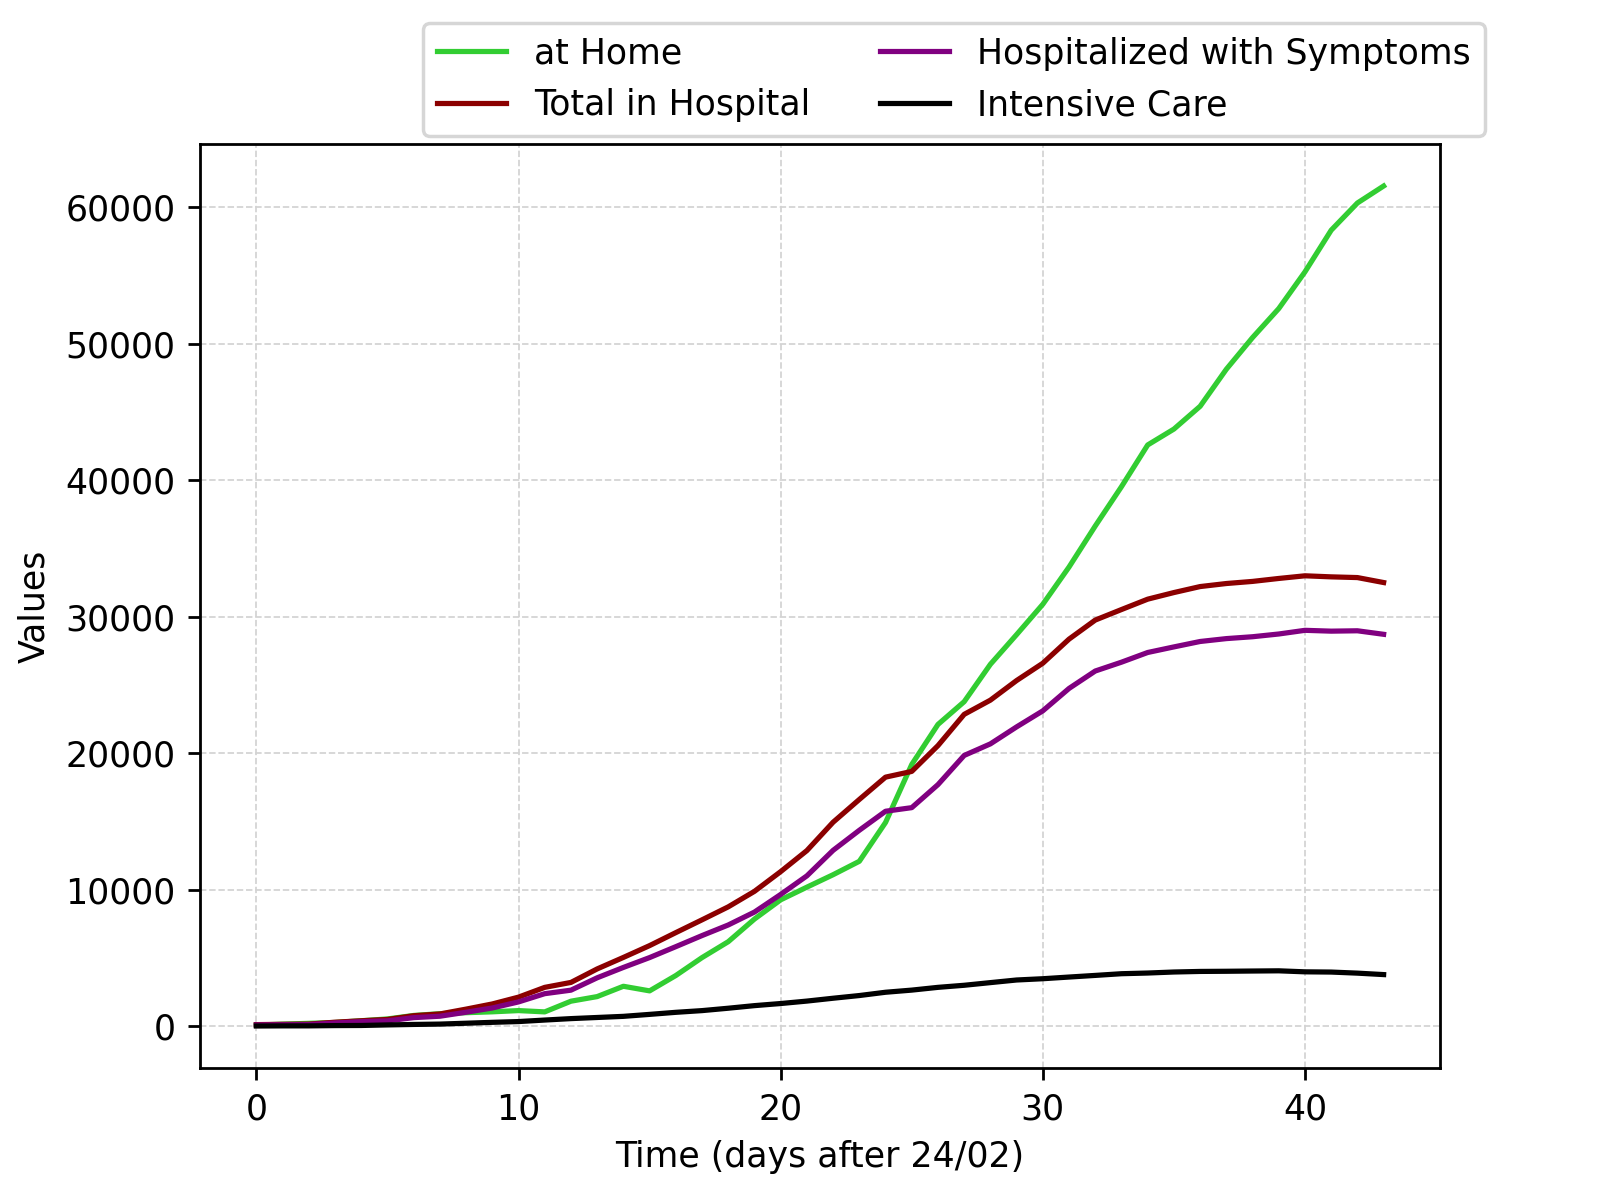 at Home
Total in Hospital
Hospitalized with Symptoms
Intensive Care
60000
50000
40000
30000
20000
10000
0
Values
0 10 20 30 40
Time (days after 24/02)